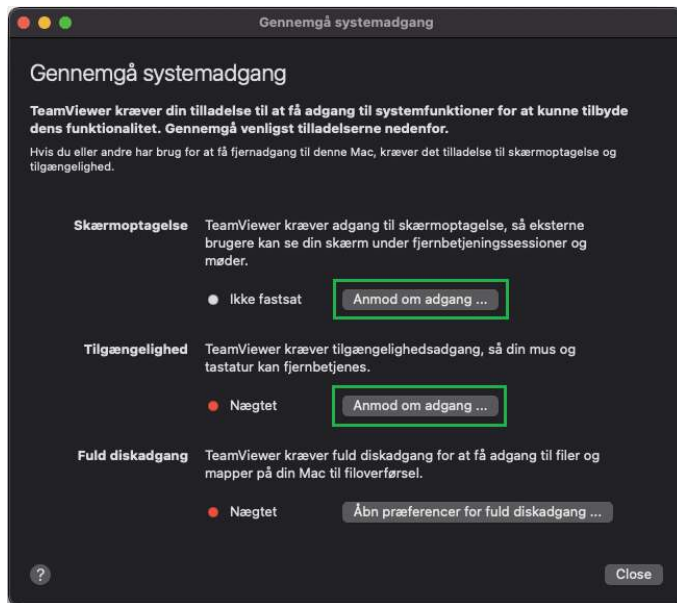 Gennemgå systemadgang
Gennemgå systemadgang
TeamViewer kræver din tilladelse til at få adgang til systemfunktioner for at kunne tilbyde
dens funktionalitet. Gennemgå venligst tilladelserne nedenfor.
Hvis du eller andre har brug for at få fjernadgang til denne Mac, kræver det tilladelse til skærmoptagelse og
tilgængelighed.
Skærmoptagelse TeamViewer kræver adgang til skærmoptagelse, så eksterne
brugere kan se din skærm under fjernbetjeningssessioner og
møder.
Ikke fastsat Anmod om adgang ...
Tilgængelighed TeamViewer kræver tilgængelighedsadgang, så din mus og
tastatur kan fjernbetjenes.
Nægtet Anmod om adgang ...
Fuld diskadgang TeamViewer kræver fuld diskadgang for at få adgang til filer og
mapper på din Mac til filoverførsel.
Nægtet Åbn præferencer for fuld diskadgang ...
? Close